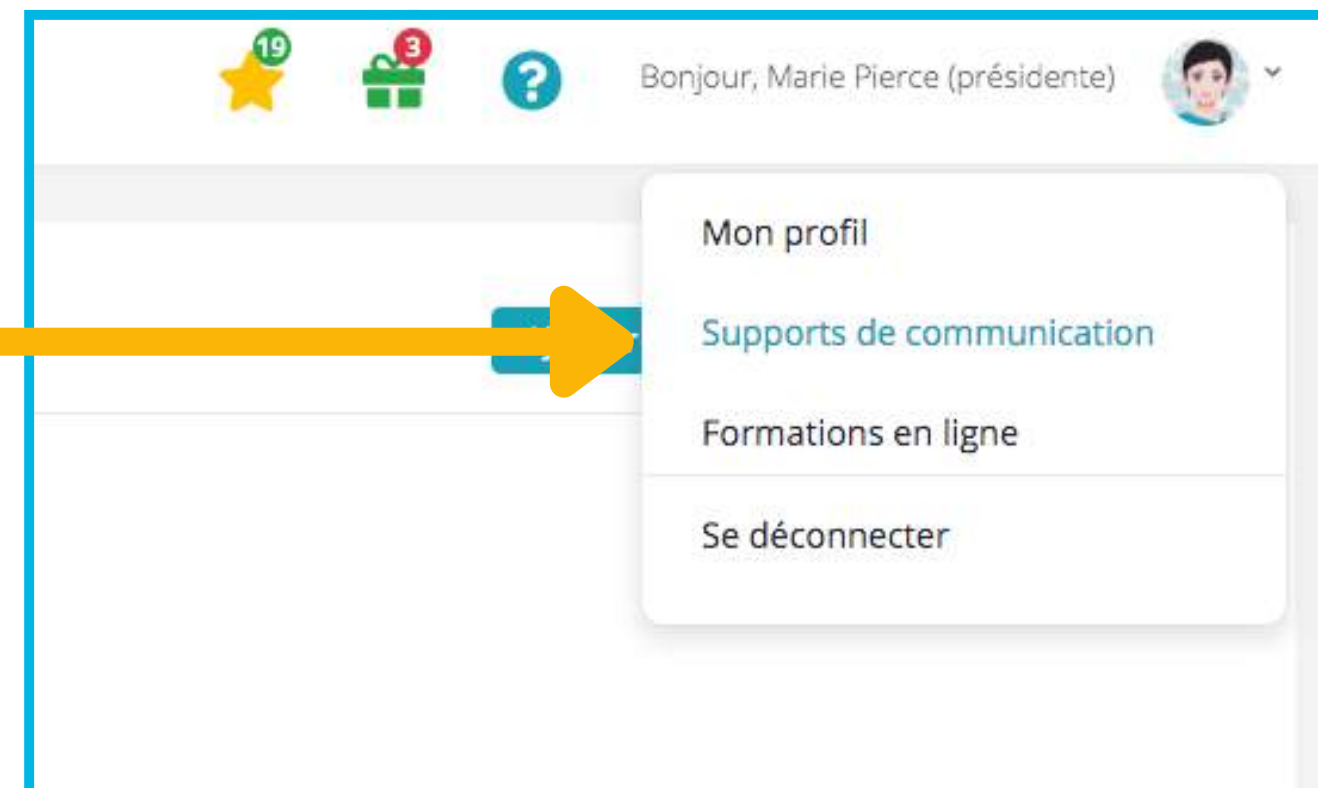 19
3
?
Bonjour, Marie Pierce (présidente)
Mon profil
Supports de communication
Formations en ligne
Se déconnecter